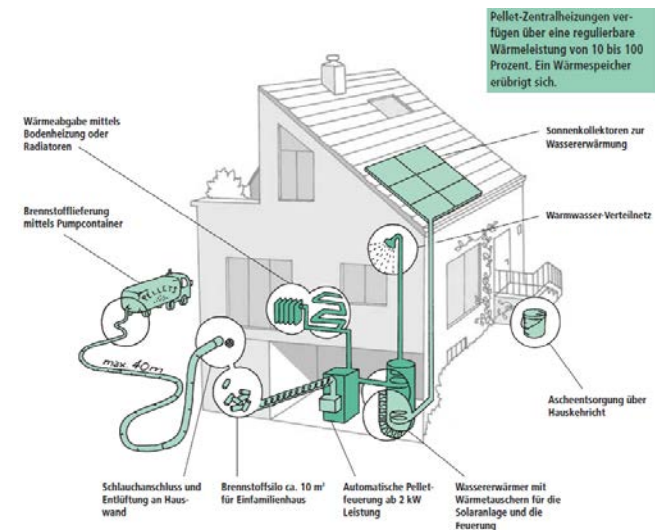 Pellet-Zentralheizungen ver-
fügen über eine regulierbare
Wärmeleistung von 10 bis 100
Prozent. Ein Wärmespeicher
erübrigt sich.
Wärmeabgabe mittels
Bodenheizung oder
Radiatoren
Sonnenkollektoren zur
Wassererwärmung
Brennstofflieferung
mittels Pumpcontainer
Warmwasser-Verteilnetz
PELLETS
max. 40m
Ascheentsorgung über
Hauskehricht
Schlauchanschluss und
Entlüftung an Haus-
wand
Brennstoffsilo ca. 10 m³
für Einfamilienhaus
Automatische Pellet-
feuerung ab 2 kW
Leistung
Wassererwärmer mit
Wärmetauschern für die
Solaranlage und die
Feuerung